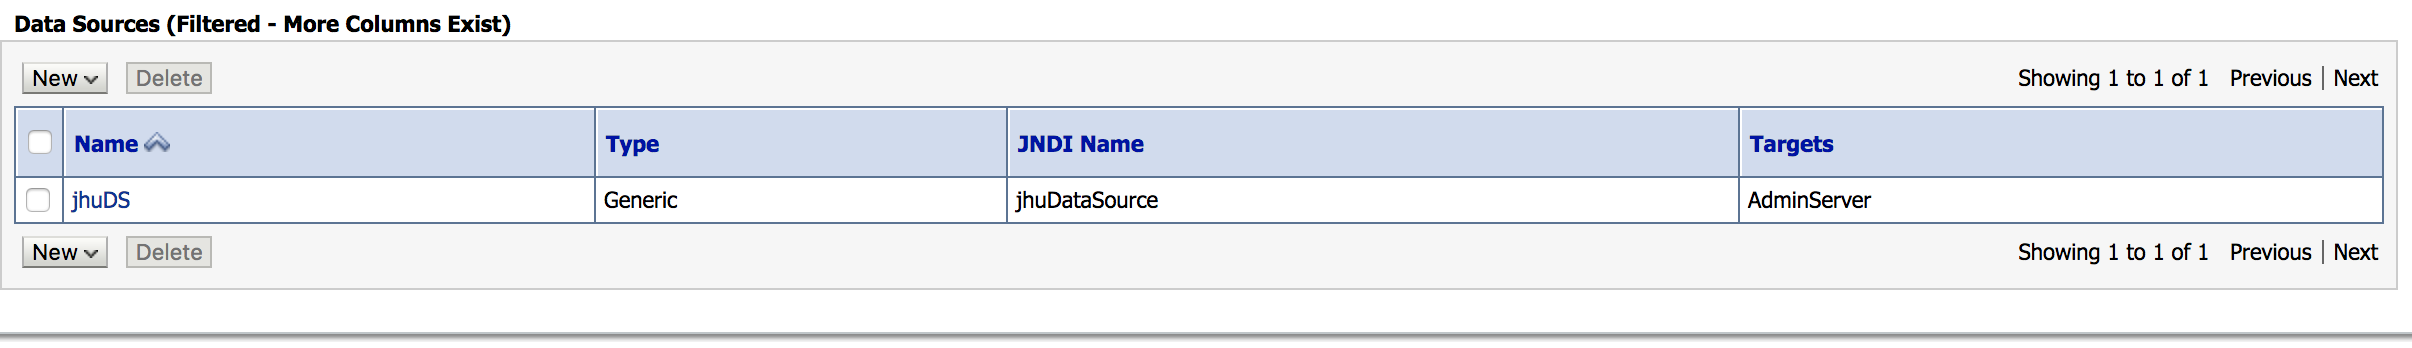 Data Sources (Filtered - More Columns Exist)
New Delete Showing 1 to 1 of 1 Previous | Next
Name Type JNDI Name Targets
jhuDS Generic jhuDataSource AdminServer
New Delete Showing 1 to 1 of 1 Previous | Next